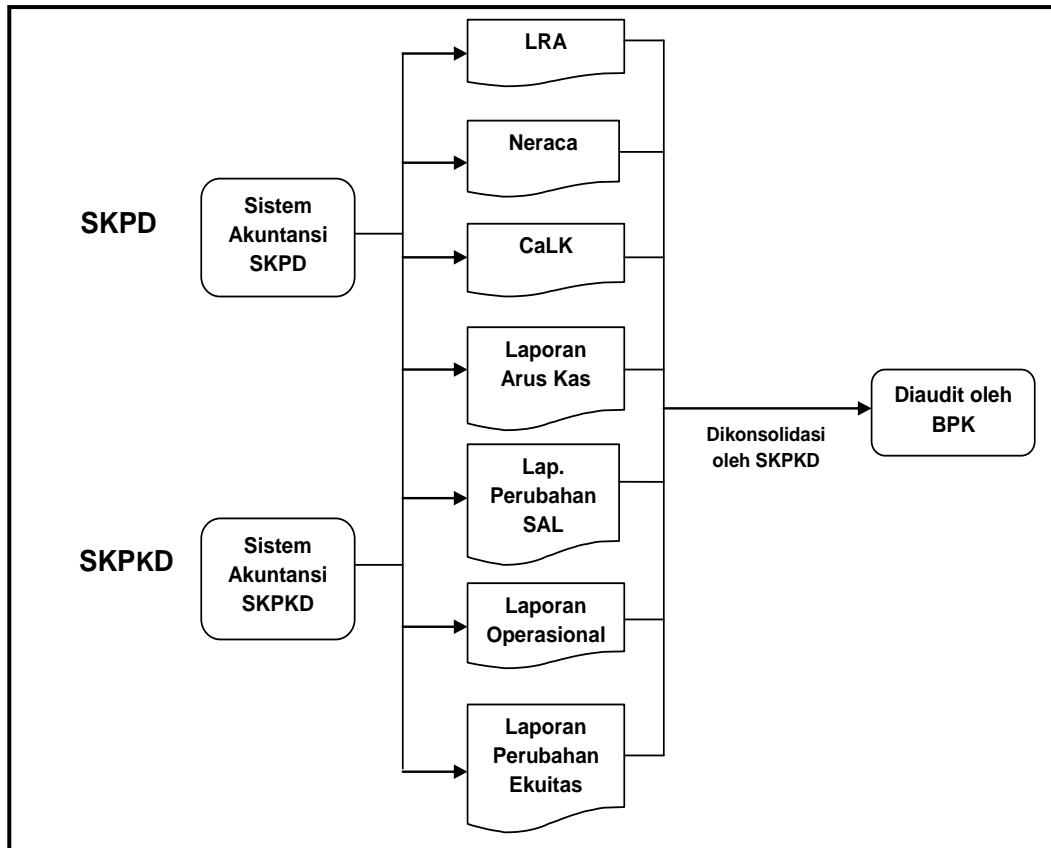 LRA
Neraca
SKPD
Sistem
Akuntansi
SKPD
CaLK
Laporan
Arus Kas
Diaudit oleh
BPK
Dikonsolidasi
oleh SKPKD
Lap.
Perubahan
SAL
SKPKD
Sistem
Akuntansi
SKPKD
Laporan
Operasional
Laporan
Perubahan
Ekuitas